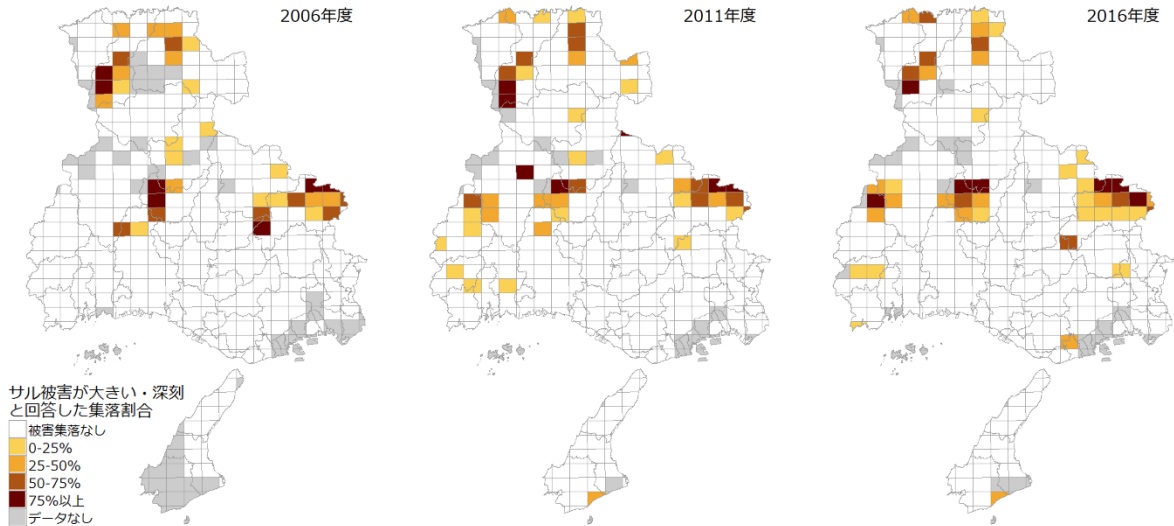 2006年度
2011年度
2016年度
サル被害が大きい・深刻
と回答した集落割合
被害集落なし
0-25%
25-50%
50-75%
75%以上
データなし